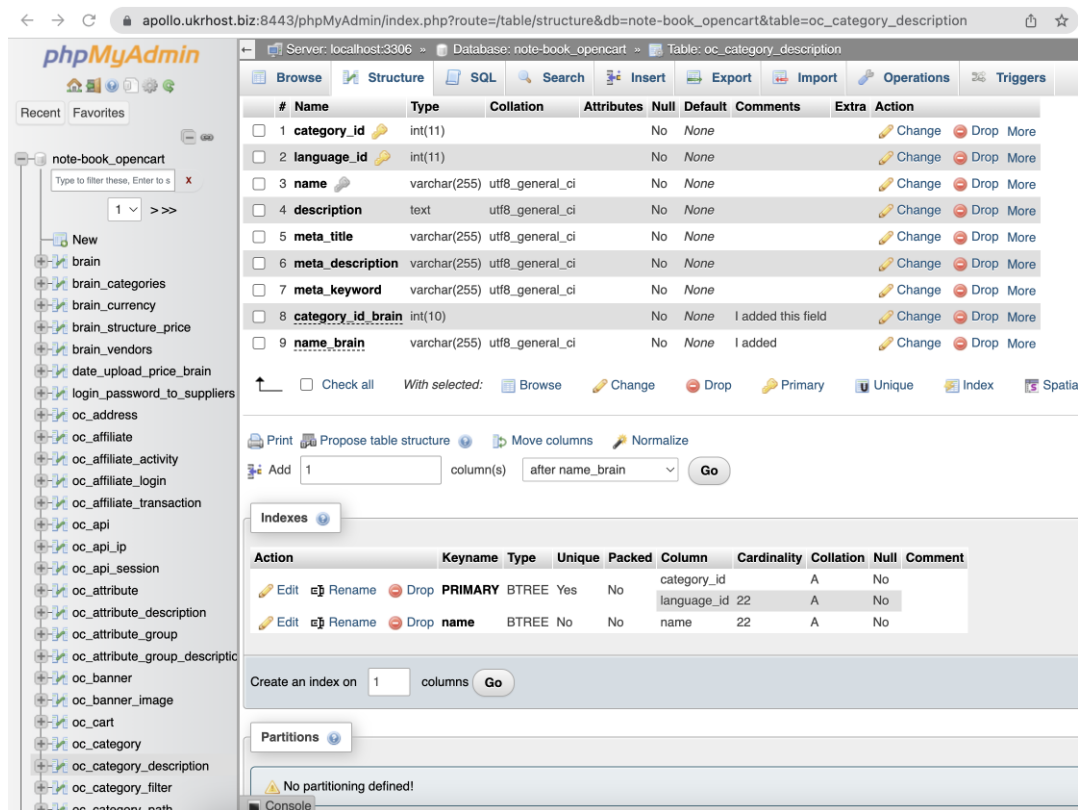 apollo.ukrhost.biz:8443/phpMyAdmin/index.php?route=/table/structure&db=note-book_opencart&table=oc_category_description
phpMyAdmin
Recent Favorites
note-book_opencart
Type to filter these, Enter to s X
1 > >>
New
brain
brain_categories
brain_currency
brain_structure_price
brain_vendors
date_upload_price_brain
login_password_to_suppliers
oc_address
oc_affiliate
oc_affiliate_activity
oc_affiliate_login
oc_affiliate_transaction
oc_api
oc_api_ip
oc_api_session
oc_attribute
oc_attribute_description
oc_attribute_group
oc_attribute_group_descriptio
oc_banner
oc_banner_image
oc_cart
oc_category
oc_category_description
oc_category_filter
oc_category_path
Server: localhost:3306 » Database: note-book_opencart » Table: oc_category_description
Browse Structure SQL Search Insert Export Import Operations Triggers
# Name Type Collation Attributes Null Default Comments Extra Action
1 category_id int(11) No None Change Drop More
2 language_id int(11) No None Change Drop More
3 name varchar(255) utf8_general_ci No None Change Drop More
4 description text utf8_general_ci No None Change Drop More
5 meta_title varchar(255) utf8_general_ci No None Change Drop More
6 meta_description varchar(255) utf8_general_ci No None Change Drop More
7 meta_keyword varchar(255) utf8_general_ci No None Change Drop More
8 category_id_brain int(10) No None I added this field Change Drop More
9 name_brain varchar(255) utf8_general_ci No None I added Change Drop More
Check all With selected: Browse Change Drop Primary Unique Index Spatia
Print Propose table structure Move columns Normalize
Add 1 column(s) after name_brain Go
Indexes
Action Keyname Type Unique Packed Column Cardinality Collation Null Comment
Edit Rename Drop PRIMARY BTREE Yes No category_id A No
language_id 22 A No
Edit Rename Drop name BTREE No No name 22 A No
Create an index on 1 columns Go
Partitions
No partitioning defined!
Console